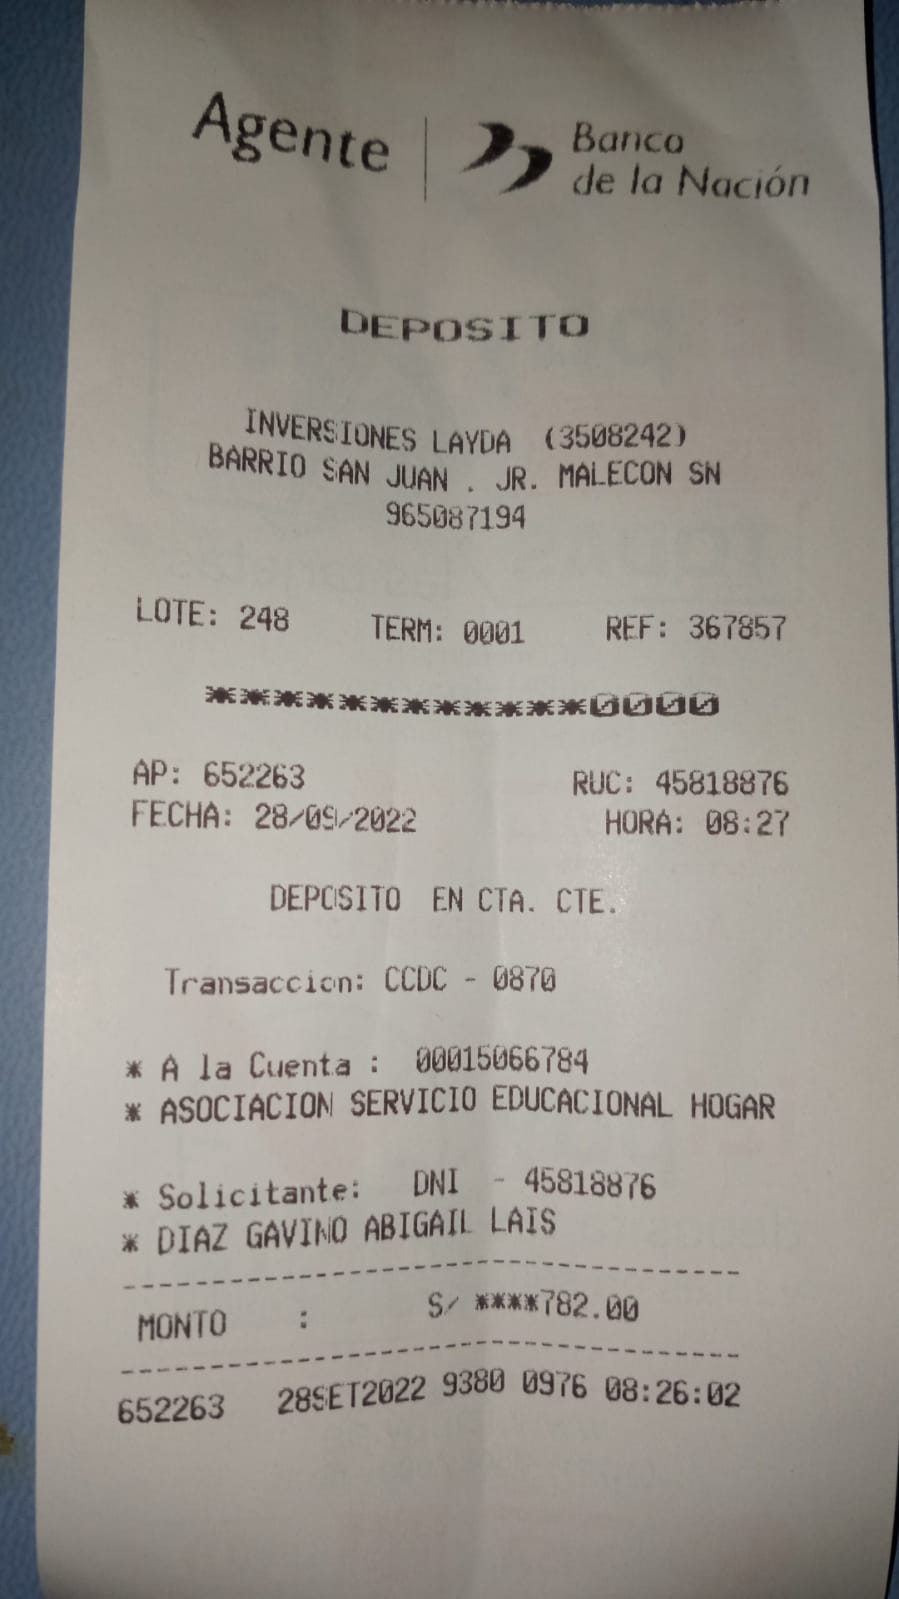 Agente | Banco
de la Nación
DEPOSITO
INVERSIONES LAYDA (3508242)
BARRIO SAN JUAN . JR. MALECON SN
965087194
LOTE: 248 TERM: 0001 REF: 367857
************0000
AP: 652263 RUC: 45818876
FECHA: 28/09/2022 HORA: 08:27
DEPOSITO EN CTA. CTE.
Transaccion: CCDC - 0870
* A la Cuenta : 00015066784
* ASOCIACION SERVICIO EDUCACIONAL HOGAR
* Solicitante: DNI - 45818876
* DIAZ GAVINO ABIGAIL LAIS
MONTO : S/ ****782.00
652263 28SET2022 9380 0976 08:26:02